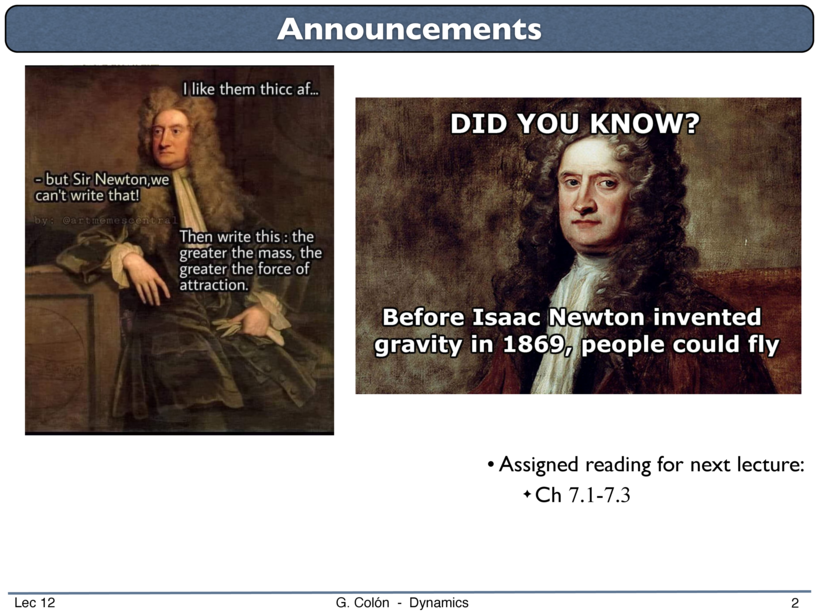 Announcements
I like them thicc af...
- but Sir Newton,we
can't write that!
by: @artmemescentral
Then write this : the
greater the mass, the
greater the force of
attraction.
DID YOU KNOW?
Before Isaac Newton invented
gravity in 1869, people could fly
• Assigned reading for next lecture:
✦ Ch 7.1-7.3
Lec 12
G. Colón - Dynamics
2